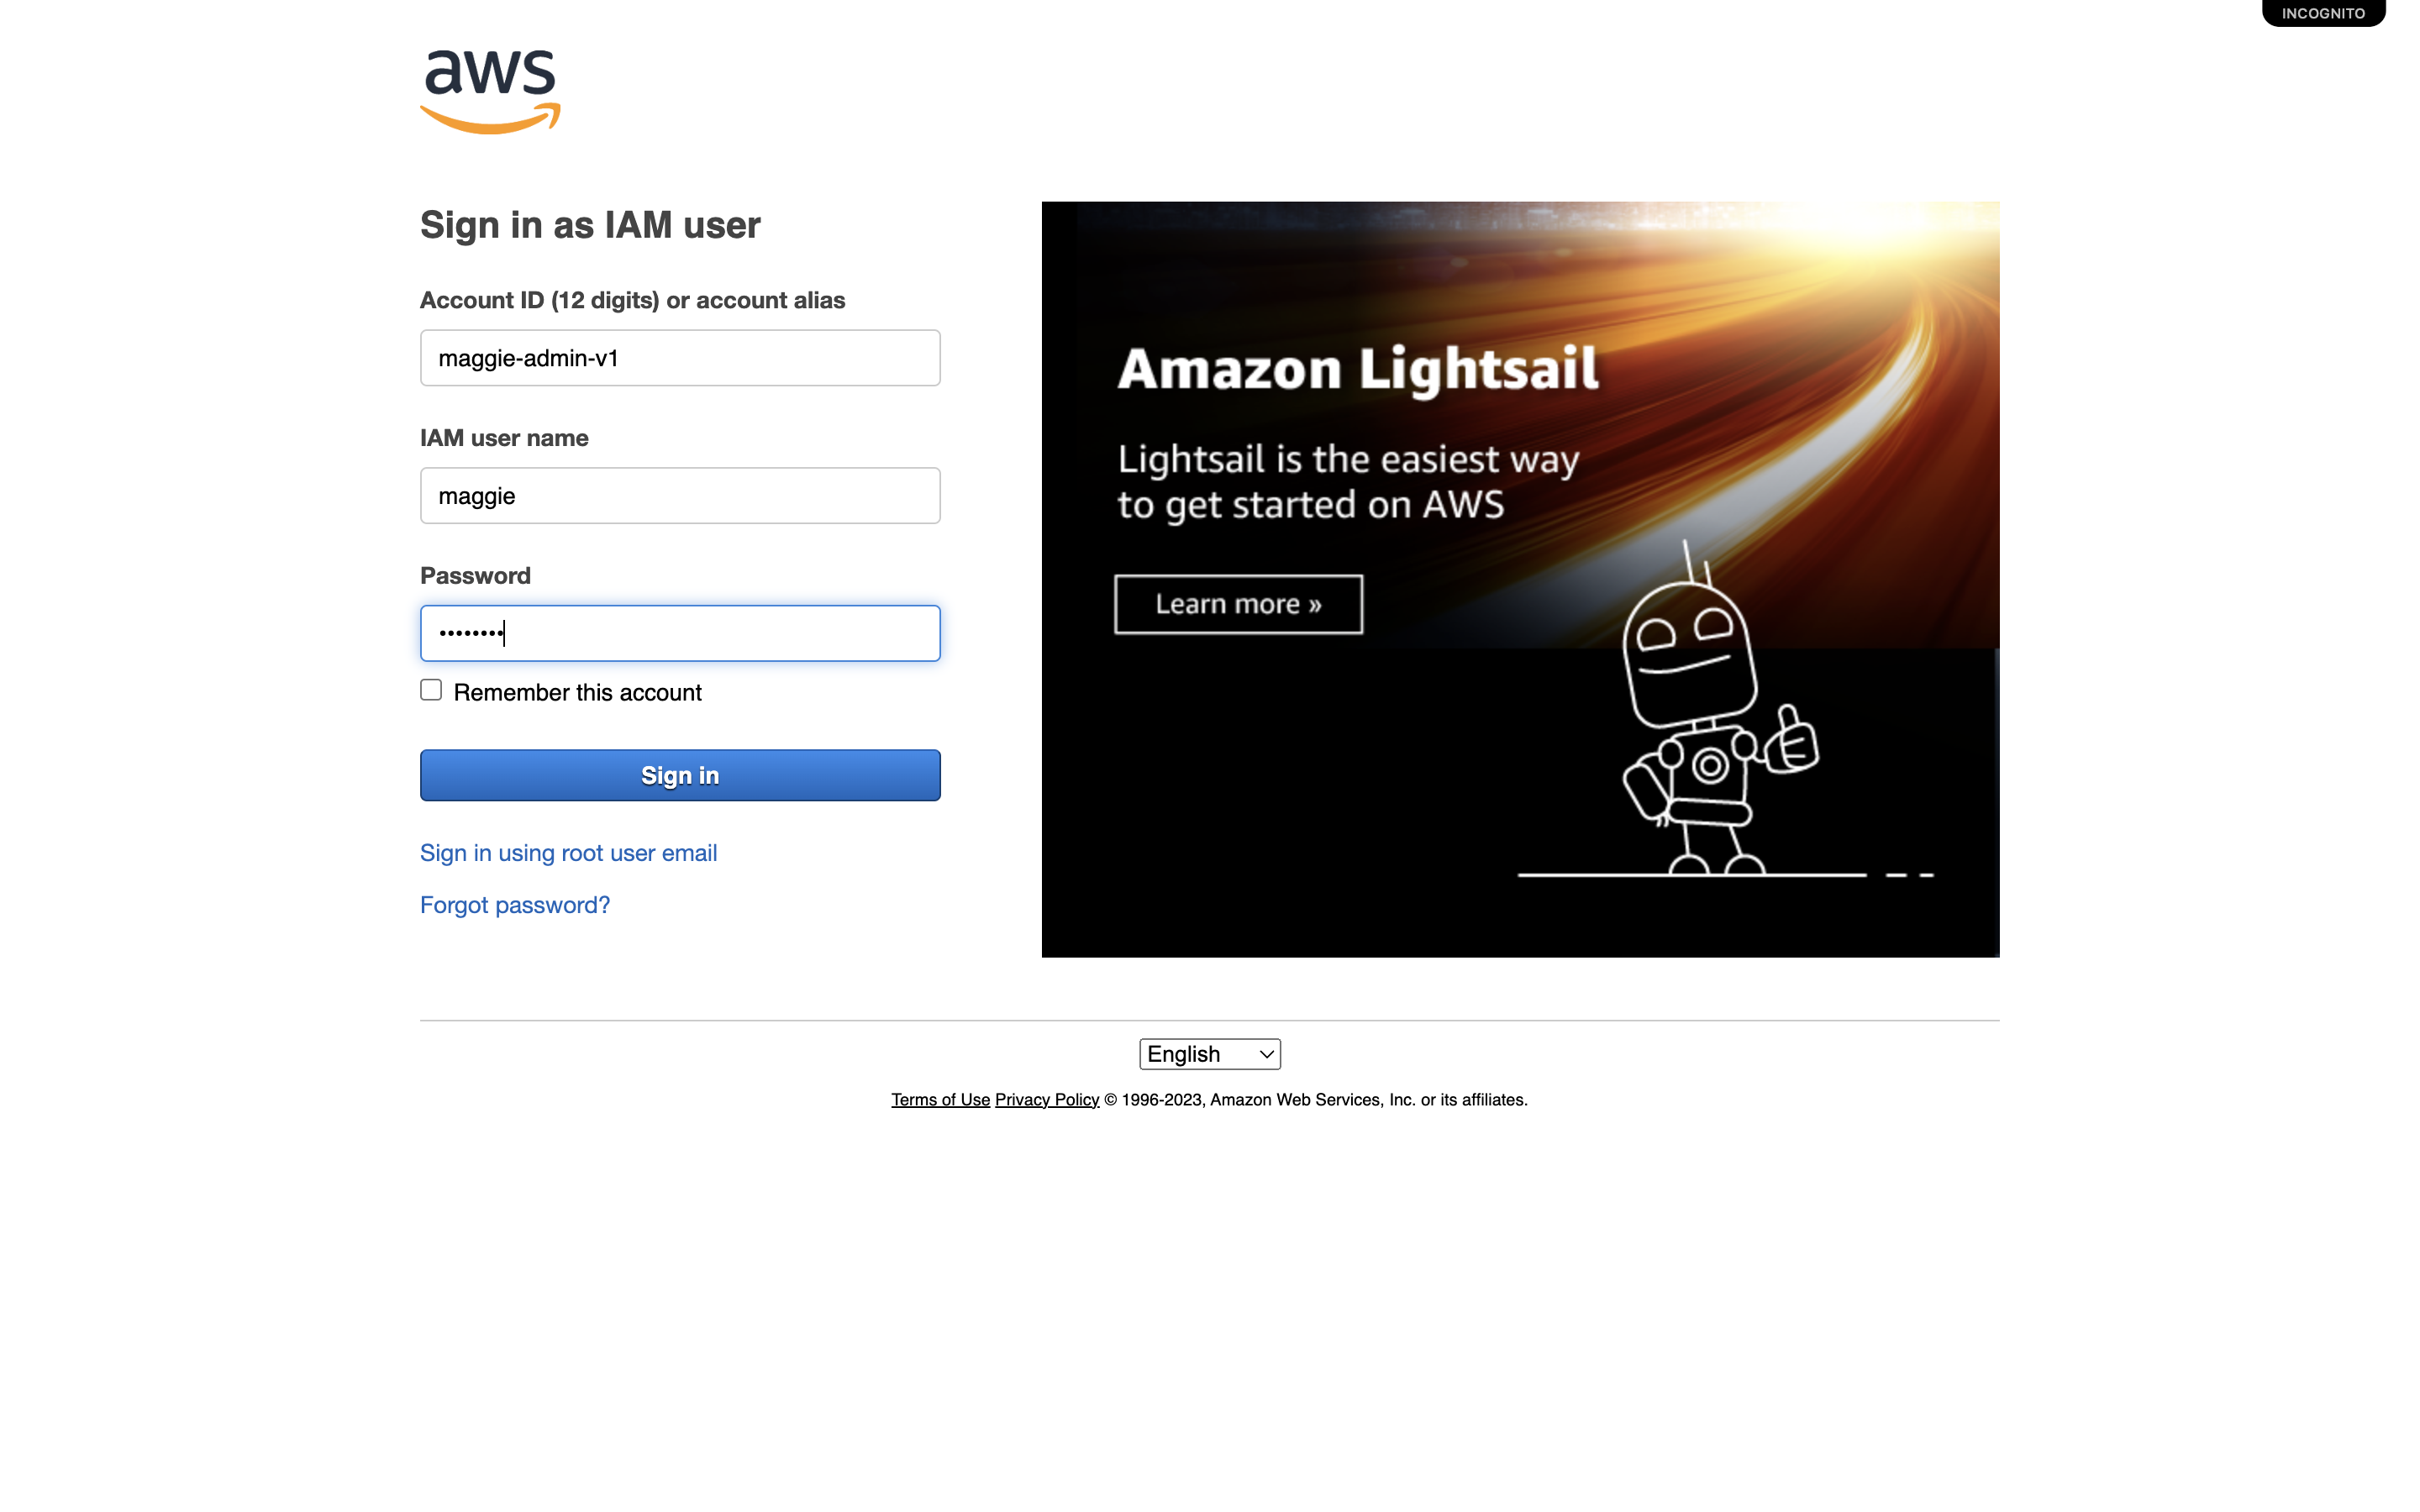 INCOGNITO
aws
Sign in as IAM user
Account ID (12 digits) or account alias
maggie-admin-v1
IAM user name
maggie
Password
••••••••
Remember this account
Sign in
Sign in using root user email
Forgot password?
Amazon Lightsail
Lightsail is the easiest way
to get started on AWS
Learn more »
English
Terms of Use Privacy Policy © 1996-2023, Amazon Web Services, Inc. or its affiliates.